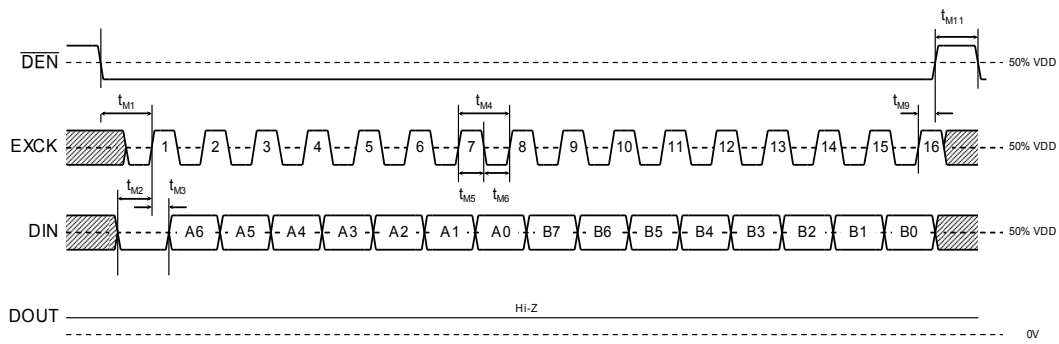 tM11
DEN
50% VDD
tM1
tM4
tM9
EXCK
1 2 3 4 5 6 7 8 9 10 11 12 13 14 15 16
50% VDD
tM2
tM3
tM5
tM6
DIN
A6 A5 A4 A3 A2 A1 A0 B7 B6 B5 B4 B3 B2 B1 B0
50% VDD
Hi-Z
DOUT
0V